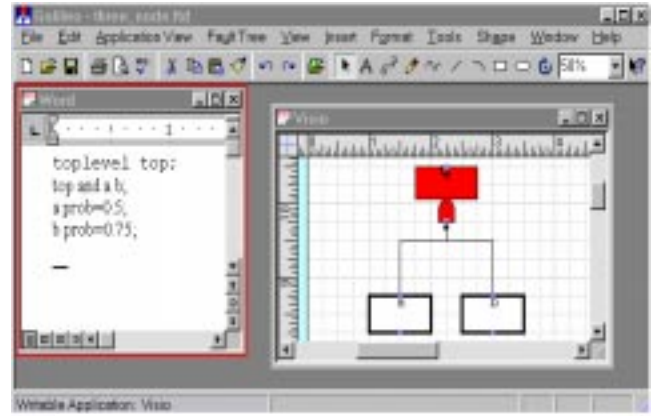 Galileo - three_node.ftd
File Edit Application View Fault Tree View Insert Format Tools Shape Window Help
A 50%
Word
1
toplevel top;
top and a b;
a prob=0.5;
b prob=0.75;
Visio
Writable Application: Visio